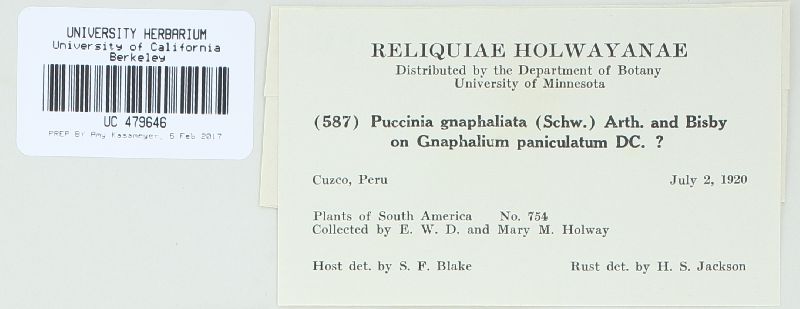 UNIVERSITY HERBARIUM
University of California
Berkeley
UC 479646
PREP BY Amy Kasameyer, 6 Feb 2017
RELIQUIAE HOLWAYANAE
Distributed by the Department of Botany
University of Minnesota
(587) Puccinia gnaphaliata (Schw.) Arth. and Bisby
on Gnaphalium paniculatum DC. ?
Cuzco, Peru July 2, 1920
Plants of South America No. 754
Collected by E. W. D. and Mary M. Holway
Host det. by S. F. Blake Rust det. by H. S. Jackson